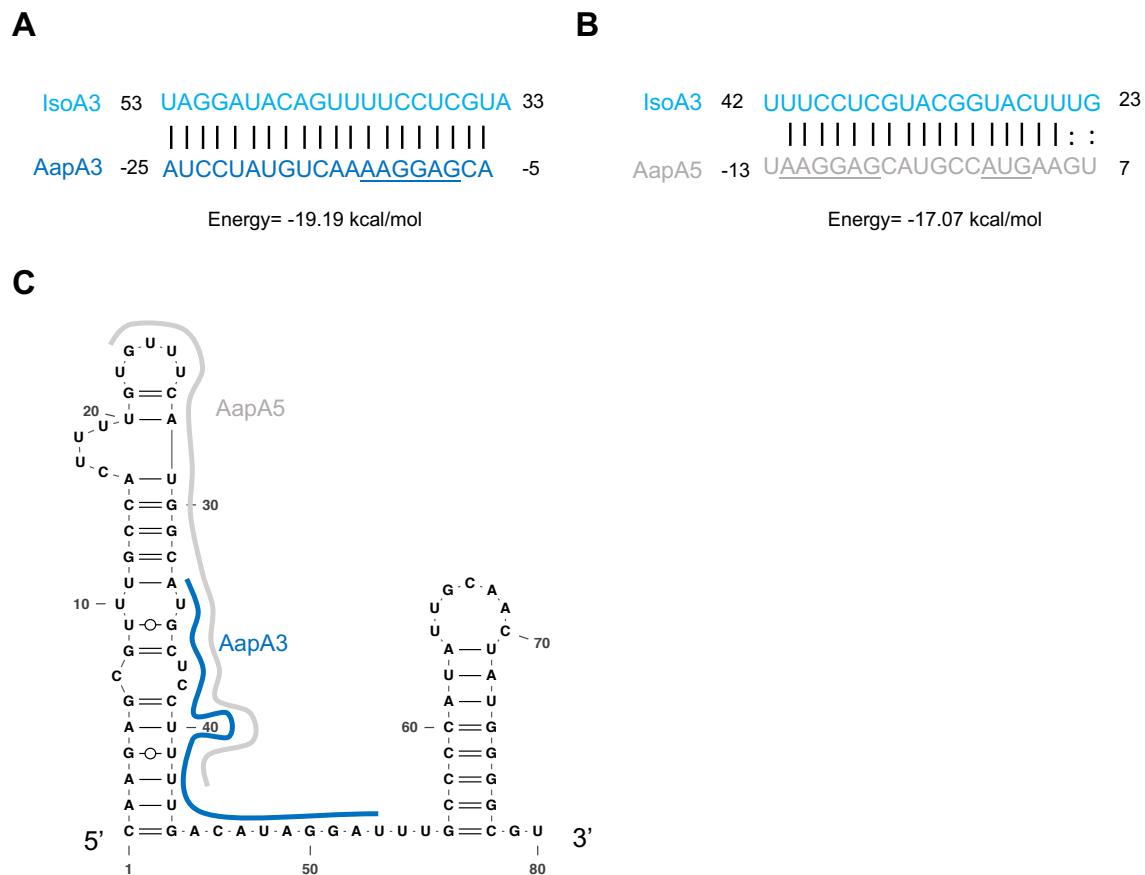 A
IsoA3 53 UAGGAUACAGUUUUCCUCGUA 33
AapA3 -25 AUCCUAUGUCAAAAGGAGCA -5
Energy= -19.19 kcal/mol
B
IsoA3 42 UUUCCUCGUACGGUACUUUG 23
: :
AapA5 -13 UAAGGAGCAUGCCAUGAAGU 7
Energy= -17.07 kcal/mol
C
G U U
U U
G C
AapA5
20 U U A
U
U C A U
C G 30
C G
G C
U A
10 U U
U G
AapA3
G C
C U C
G C
A U 40
G U
A U
A U
5’ C G A C A U A G G A U U U G C G U 3’
1 50 80
G C A
U A
U C 70
A U
U A
A U
60 C G
C G
C G